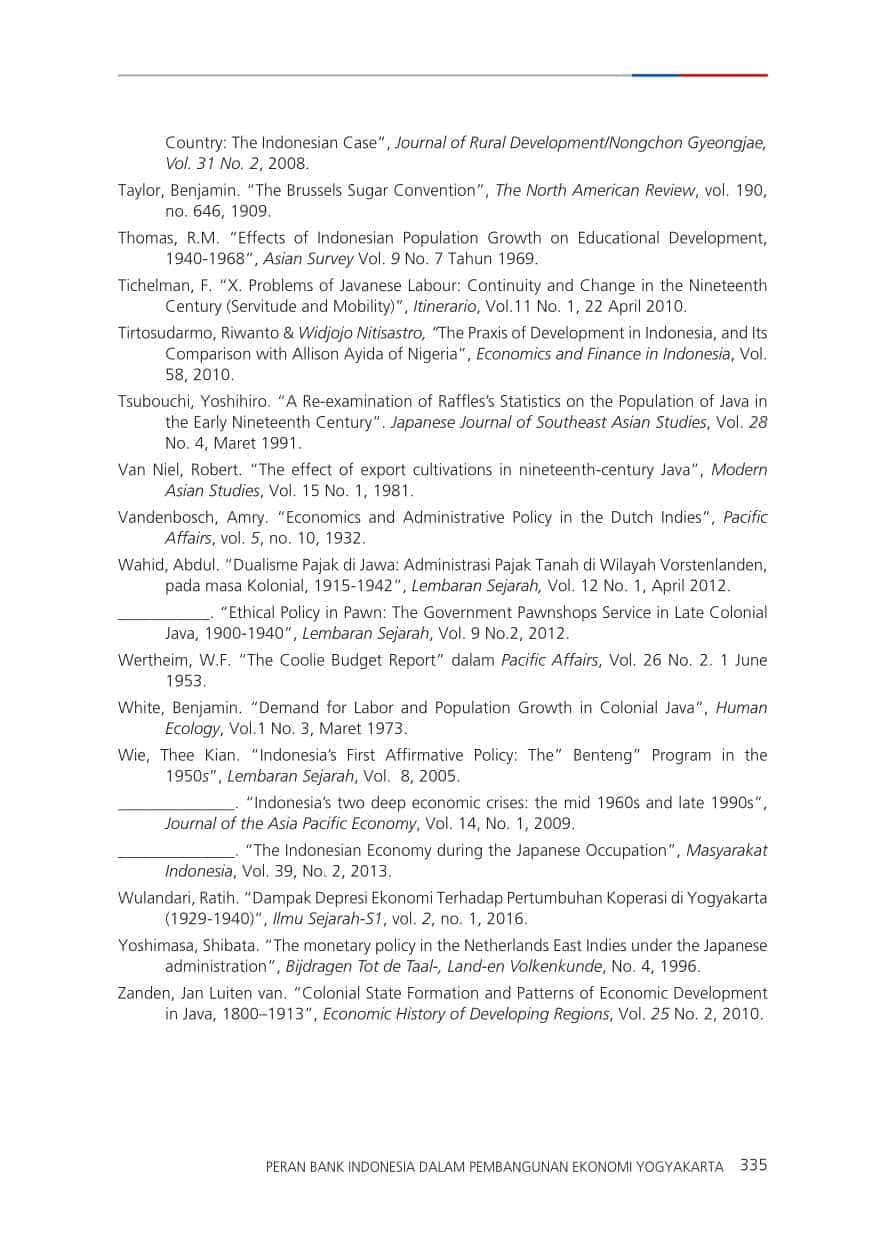 Country: The Indonesian Case”, Journal of Rural Development/Nongchon Gyeongjae,
Vol. 31 No. 2, 2008.
Taylor, Benjamin. “The Brussels Sugar Convention”, The North American Review, vol. 190,
no. 646, 1909.
Thomas, R.M. “Effects of Indonesian Population Growth on Educational Development,
1940-1968”, Asian Survey Vol. 9 No. 7 Tahun 1969.
Tichelman, F. “X. Problems of Javanese Labour: Continuity and Change in the Nineteenth
Century (Servitude and Mobility)”, Itinerario, Vol.11 No. 1, 22 April 2010.
Tirtosudarmo, Riwanto & Widjojo Nitisastro, “The Praxis of Development in Indonesia, and Its
Comparison with Allison Ayida of Nigeria”, Economics and Finance in Indonesia, Vol.
58, 2010.
Tsubouchi, Yoshihiro. “A Re-examination of Raffles’s Statistics on the Population of Java in
the Early Nineteenth Century”. Japanese Journal of Southeast Asian Studies, Vol. 28
No. 4, Maret 1991.
Van Niel, Robert. “The effect of export cultivations in nineteenth-century Java”, Modern
Asian Studies, Vol. 15 No. 1, 1981.
Vandenbosch, Amry. “Economics and Administrative Policy in the Dutch Indies”, Pacific
Affairs, vol. 5, no. 10, 1932.
Wahid, Abdul. “Dualisme Pajak di Jawa: Administrasi Pajak Tanah di Wilayah Vorstenlanden,
pada masa Kolonial, 1915-1942”, Lembaran Sejarah, Vol. 12 No. 1, April 2012.
___________. “Ethical Policy in Pawn: The Government Pawnshops Service in Late Colonial
Java, 1900-1940”, Lembaran Sejarah, Vol. 9 No.2, 2012.
Wertheim, W.F. “The Coolie Budget Report” dalam Pacific Affairs, Vol. 26 No. 2. 1 June
1953.
White, Benjamin. “Demand for Labor and Population Growth in Colonial Java”, Human
Ecology, Vol.1 No. 3, Maret 1973.
Wie, Thee Kian. “Indonesia’s First Affirmative Policy: The” Benteng” Program in the
1950s”, Lembaran Sejarah, Vol. 8, 2005.
______________. “Indonesia’s two deep economic crises: the mid 1960s and late 1990s”,
Journal of the Asia Pacific Economy, Vol. 14, No. 1, 2009.
______________. “The Indonesian Economy during the Japanese Occupation”, Masyarakat
Indonesia, Vol. 39, No. 2, 2013.
Wulandari, Ratih. “Dampak Depresi Ekonomi Terhadap Pertumbuhan Koperasi di Yogyakarta
(1929-1940)”, Ilmu Sejarah-S1, vol. 2, no. 1, 2016.
Yoshimasa, Shibata. “The monetary policy in the Netherlands East Indies under the Japanese
administration”, Bijdragen Tot de Taal-, Land-en Volkenkunde, No. 4, 1996.
Zanden, Jan Luiten van. “Colonial State Formation and Patterns of Economic Development
in Java, 1800–1913”, Economic History of Developing Regions, Vol. 25 No. 2, 2010.
PERAN BANK INDONESIA DALAM PEMBANGUNAN EKONOMI YOGYAKARTA 335